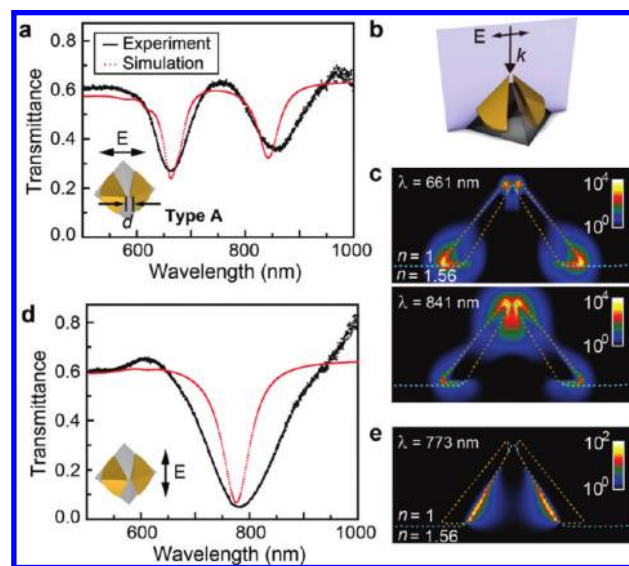 a
Experiment
Simulation
E
d
Type A
Transmittance
0.8
0.6
0.4
0.2
0.0
600
800
1000
Wavelength (nm)
b
E
k
c
λ = 661 nm
10⁴
10⁰
n = 1
n = 1.56
λ = 841 nm
10⁴
10⁰
d
E
Transmittance
0.8
0.6
0.4
0.2
0.0
600
800
1000
Wavelength (nm)
e
λ = 773 nm
10²
10⁰
n = 1
n = 1.56